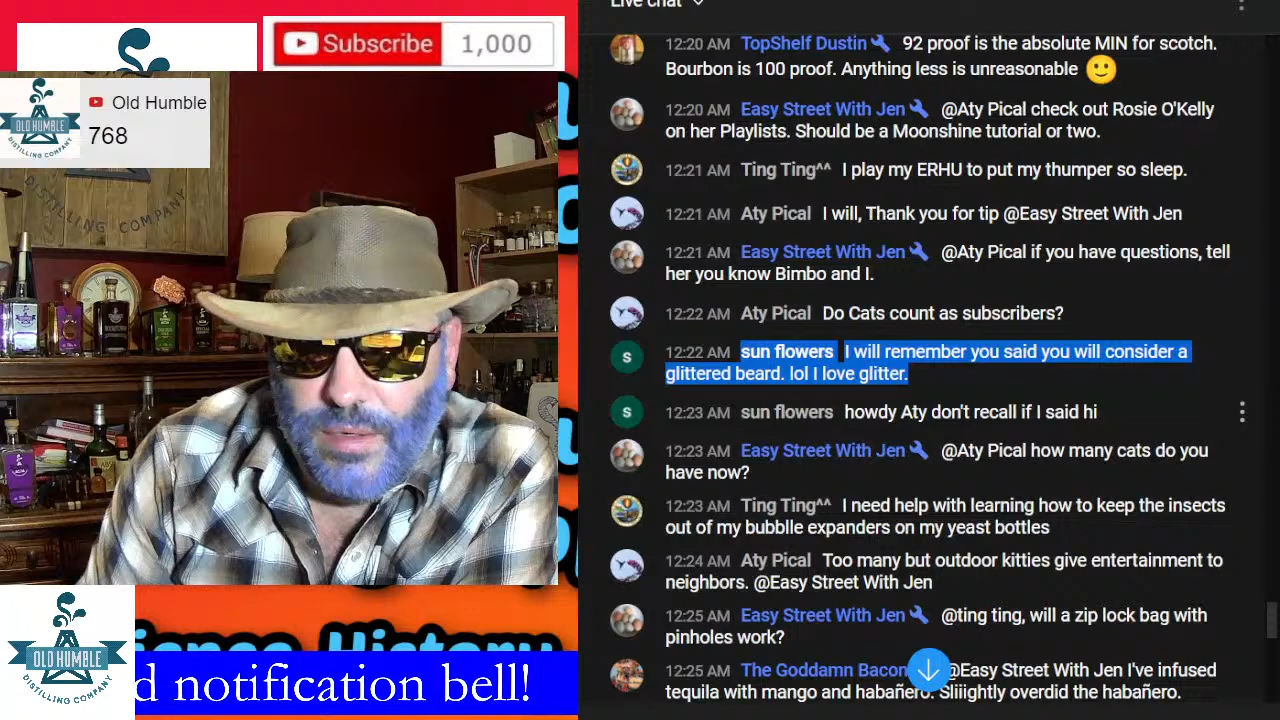 Subscribe 1,000
OLD HUMBLE
DISTILLING COMPANY
Old Humble
768
DISTILLING COMPANY
OLD HUMBLE
DISTILLING COMPANY
d notification bell!
Live chat
12:20 AM TopShelf Dustin 92 proof is the absolute MIN for scotch.
Bourbon is 100 proof. Anything less is unreasonable
12:20 AM Easy Street With Jen @Aty Pical check out Rosie O'Kelly
on her Playlists. Should be a Moonshine tutorial or two.
12:21 AM Ting Ting^^ I play my ERHU to put my thumper so sleep.
12:21 AM Aty Pical I will, Thank you for tip @Easy Street With Jen
12:21 AM Easy Street With Jen @Aty Pical if you have questions, tell
her you know Bimbo and I.
12:22 AM Aty Pical Do Cats count as subscribers?
S 12:22 AM sun flowers I will remember you said you will consider a
glittered beard. lol I love glitter.
S 12:23 AM sun flowers howdy Aty don't recall if I said hi
12:23 AM Easy Street With Jen @Aty Pical how many cats do you
have now?
12:23 AM Ting Ting^^ I need help with learning how to keep the insects
out of my bubblle expanders on my yeast bottles
12:24 AM Aty Pical Too many but outdoor kitties give entertainment to
neighbors. @Easy Street With Jen
12:25 AM Easy Street With Jen @ting ting, will a zip lock bag with
pinholes work?
12:25 AM The Goddamn Bacon @Easy Street With Jen I've infused
tequila with mango and habañero. Sliiightly overdid the habañero.